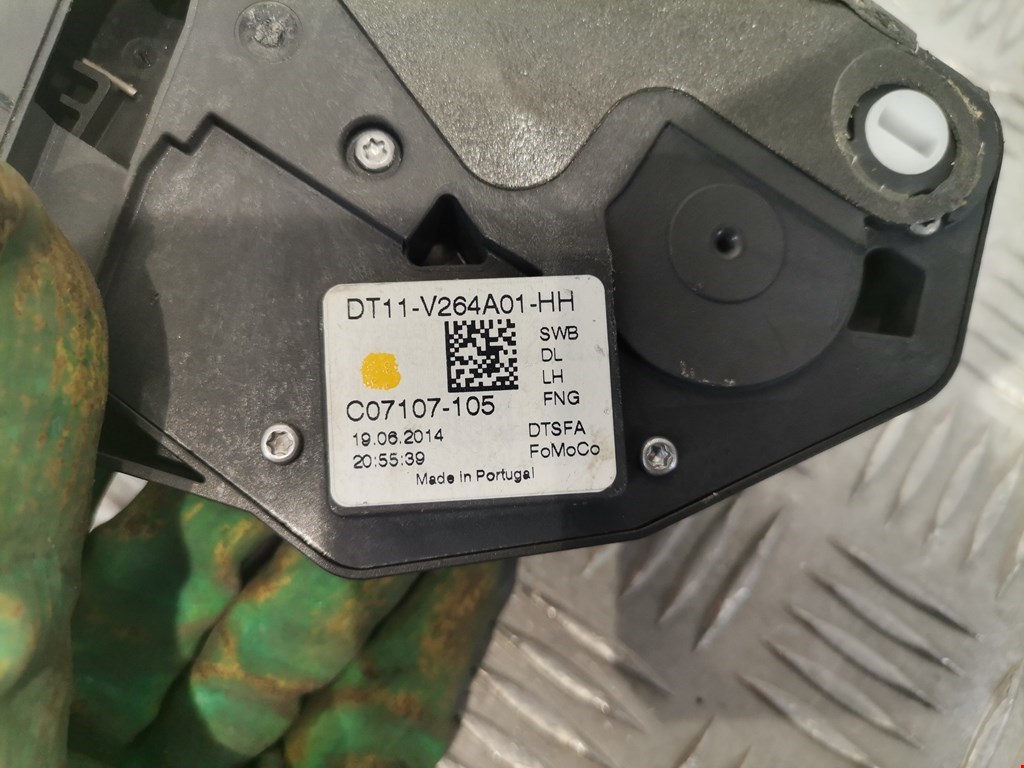 DT11-V264A01-HH
SWB
DL
LH
FNG
C07107-105
19.06.2014
20:55:39
DTSFA
FoMoCo
Made in Portugal